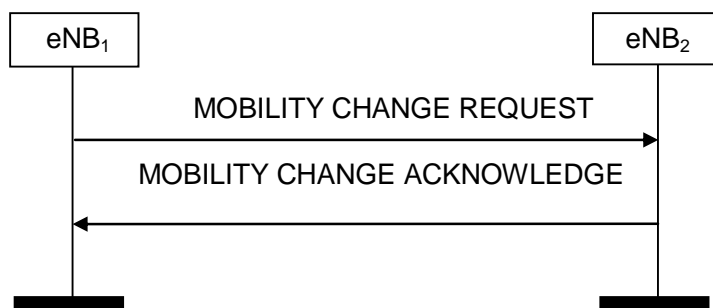 eNB₁
eNB₂
MOBILITY CHANGE REQUEST
MOBILITY CHANGE ACKNOWLEDGE